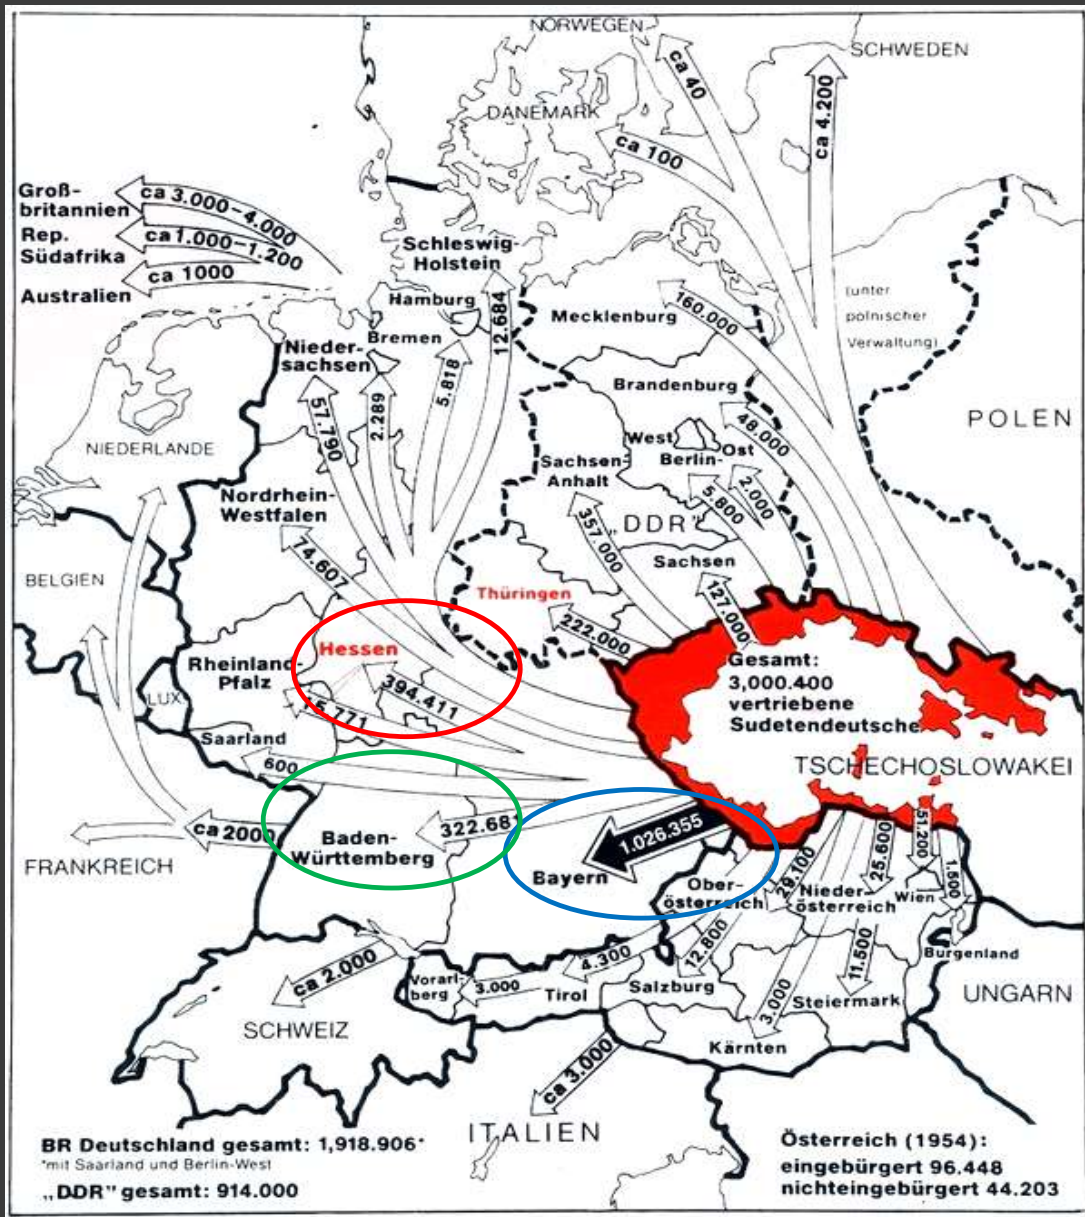 NORWEGEN
SCHWEDEN
ca 40
ca 4.200
DÄNEMARK
ca 100
Groß-
britannien
ca 3.000–4.000
Rep.
Südafrika
ca 1.000–1.200
Australien
ca 1000
Schleswig-
Holstein
Hamburg
12.684
Bremen
5.818
Mecklenburg
160.000
(unter
polnischer
Verwaltung)
Nieder-
sachsen
57.790
2.289
Brandenburg
48.000
POLEN
NIEDERLANDE
West
Ost
Berlin-
Sachsen-
Anhalt
5.800
2.000
Nordrhein-
Westfalen
74.607
357.000
DDR"
BELGIEN
Sachsen
127.000
Thüringen
222.000
Hessen
394.411
Rheinland-
Pfalz
5.771
LUX
Gesamt:
3,000.400
vertriebene
Sudetendeutsche
Saarland
600
TSCHECHOSLOWAKEI
ca 2000
FRANKREICH
Baden-
Württemberg
322.681
1.026.355
Bayern
Ober-
österreich
29.100
Nieder-
österreich
25.600
51.200
Wien
1.500
Burgenland
12.800
4.300
11.500
ca 2.000
SCHWEIZ
Vorarl-
berg
3.000
Tirol
Salzburg
3.000
Steiermark
UNGARN
Kärnten
ca 3.000
ITALIEN
BR Deutschland gesamt: 1,918.906*
*mit Saarland und Berlin-West
„DDR" gesamt: 914.000
Österreich (1954):
eingebürgert 96.448
nichteingebürgert 44.203